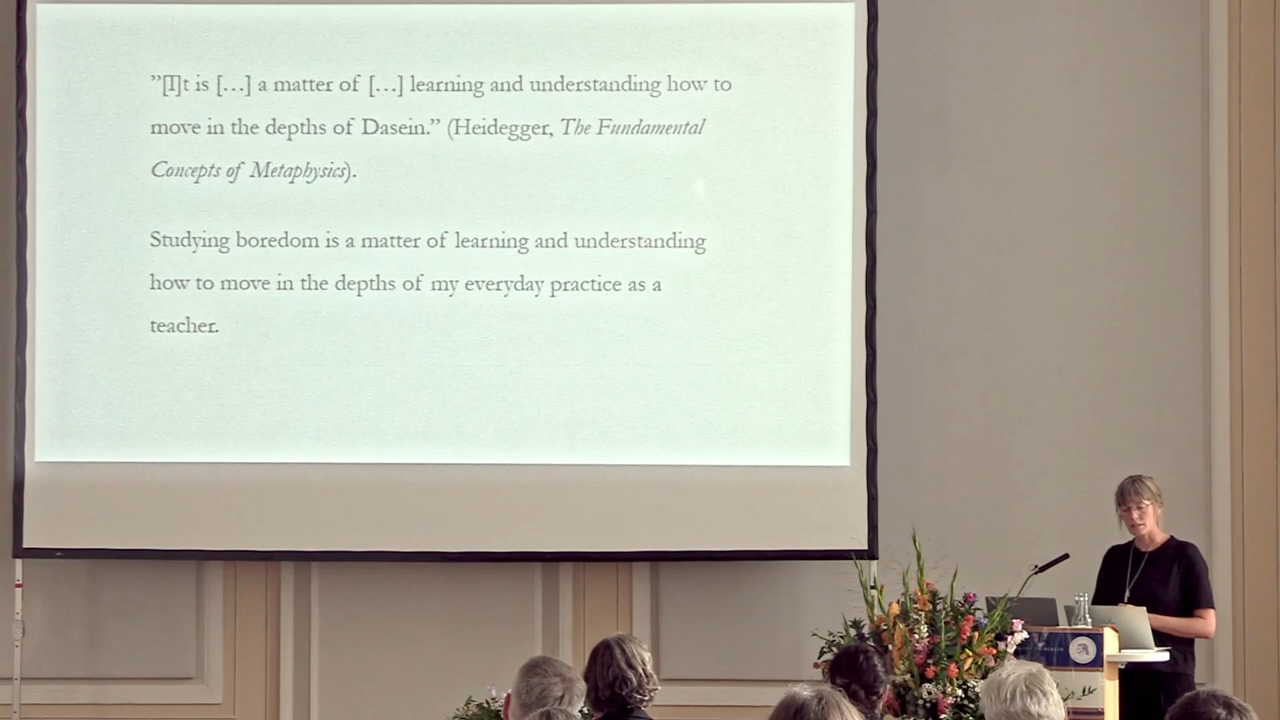 ”[I]t is […] a matter of […] learning and understanding how to
move in the depths of Dasein.” (Heidegger, The Fundamental
Concepts of Metaphysics).
Studying boredom is a matter of learning and understanding
how to move in the depths of my everyday practice as a
teacher.